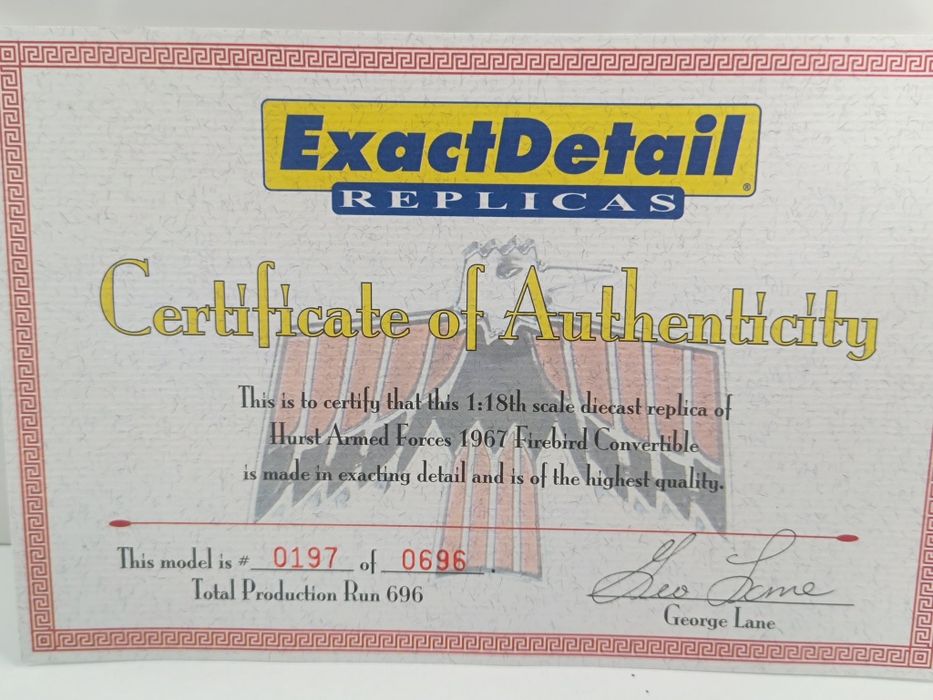 ExactDetail®
REPLICAS
Certificate of Authenticity
This is to certify that this 1:18th scale diecast replica of
Hurst Armed Forces 1967 Firebird Convertible
is made in exacting detail and is of the highest quality.
This model is # 0197 of 0696.
Total Production Run 696
Geo Lane
George Lane